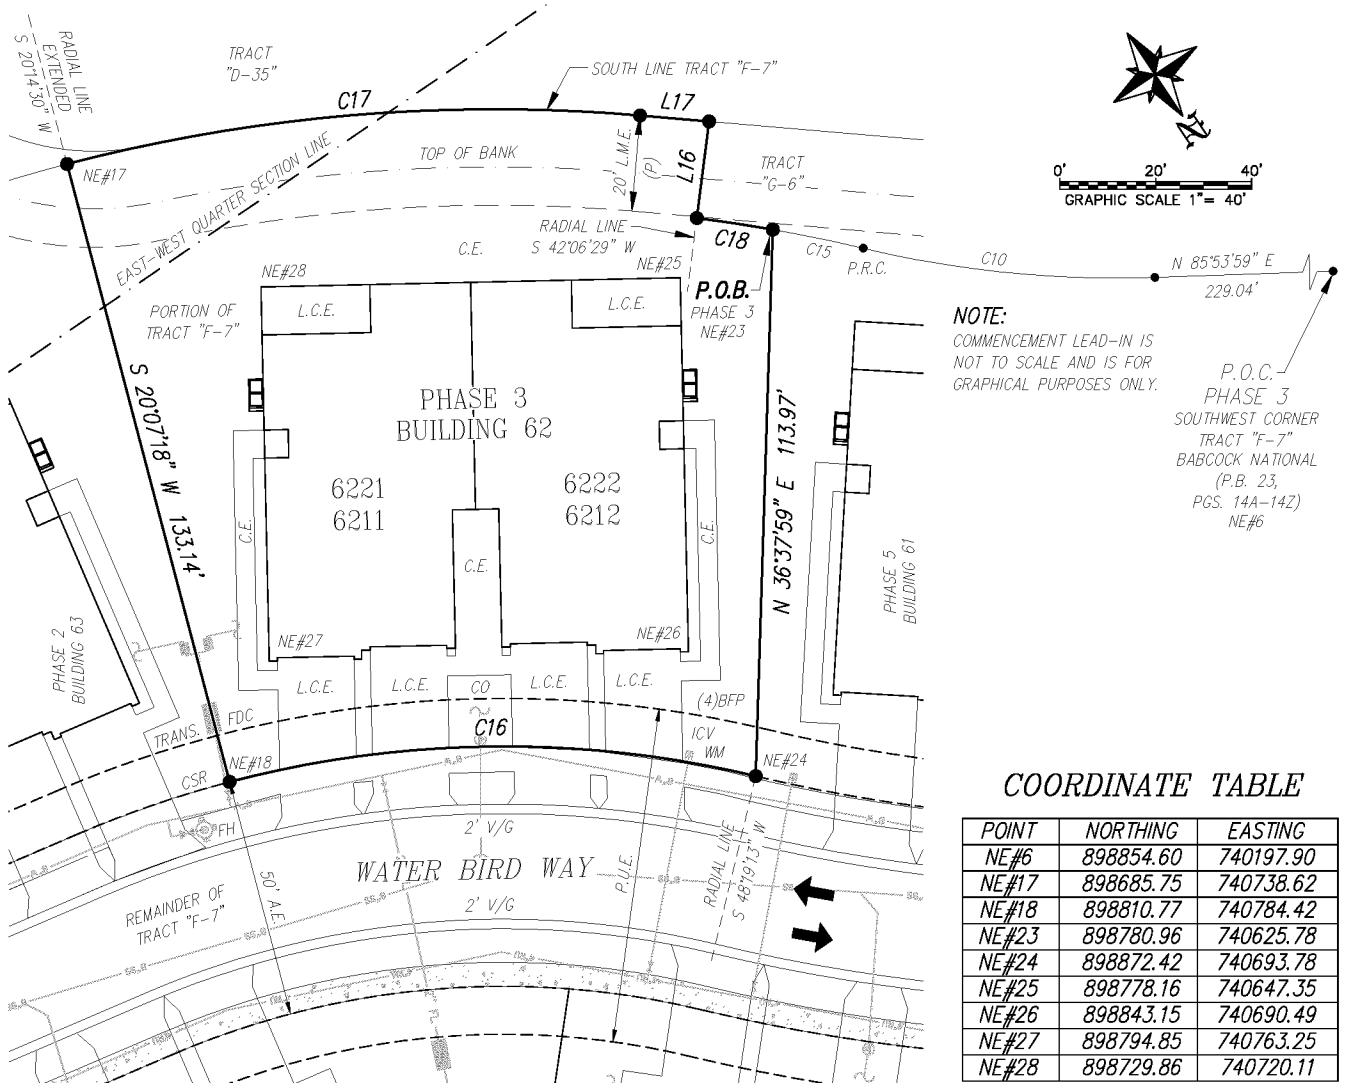 RADIAL LINE
EXTENDED
S 20°14'30" W
TRACT
"D-35"
SOUTH LINE TRACT "F-7"
C17
L17
N
0'
20'
40'
GRAPHIC SCALE 1"= 40'
NE#17
TOP OF BANK
20' L.M.E.
(P)
L16
TRACT
"G-6"
EAST-WEST QUARTER SECTION LINE
C.E.
RADIAL LINE
S 42°06'29" W
C18
C15
P.R.C.
C10
N 85°53'59" E
229.04'
NE#28
NE#25
P.O.B.
PHASE 3
NE#23
PORTION OF
TRACT "F-7"
L.C.E.
L.C.E.
NOTE:
COMMENCEMENT LEAD-IN IS
NOT TO SCALE AND IS FOR
GRAPHICAL PURPOSES ONLY.
P.O.C.
PHASE 3
SOUTHWEST CORNER
TRACT "F-7"
BABCOCK NATIONAL
(P.B. 23,
PGS. 14A-14Z)
NE#6
S 20°07'18" W 133.14'
PHASE 3
BUILDING 62
N 36°37'59" E 113.97'
6221
6211
6222
6212
C.E.
C.E.
C.E.
PHASE 5
BUILDING 61
PHASE 2
BUILDING 63
NE#27
NE#26
L.C.E.
L.C.E.
CO
L.C.E.
L.C.E.
(4)BFP
FDC
TRANS.
C16
ICV
WM
CSR
NE#18
NE#24
FH
2' V/G
WATER BIRD WAY
2' V/G
50' A.E.
P.U.E.
RADIAL LINE
S 48°19'13" W
REMAINDER OF
TRACT "F-7"
COORDINATE TABLE
POINT NORTHING EASTING
NE#6 898854.60 740197.90
NE#17 898685.75 740738.62
NE#18 898810.77 740784.42
NE#23 898780.96 740625.78
NE#24 898872.42 740693.78
NE#25 898778.16 740647.35
NE#26 898843.15 740690.49
NE#27 898794.85 740763.25
NE#28 898729.86 740720.11